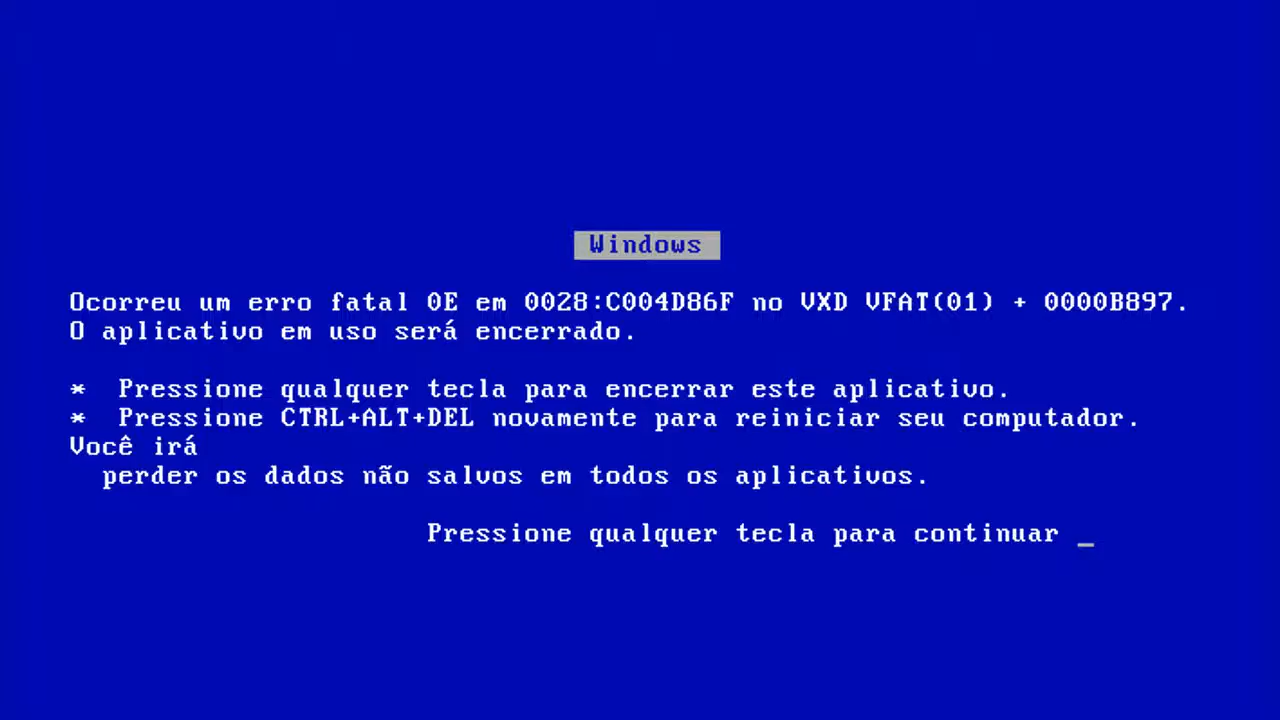 Windows
Ocorreu um erro fatal 0E em 0028:C004D86F no VXD VFAT(01) + 0000B897.
O aplicativo em uso será encerrado.
* Pressione qualquer tecla para encerrar este aplicativo.
* Pressione CTRL+ALT+DEL novamente para reiniciar seu computador.
Você irá
perder os dados não salvos em todos os aplicativos.
Pressione qualquer tecla para continuar _